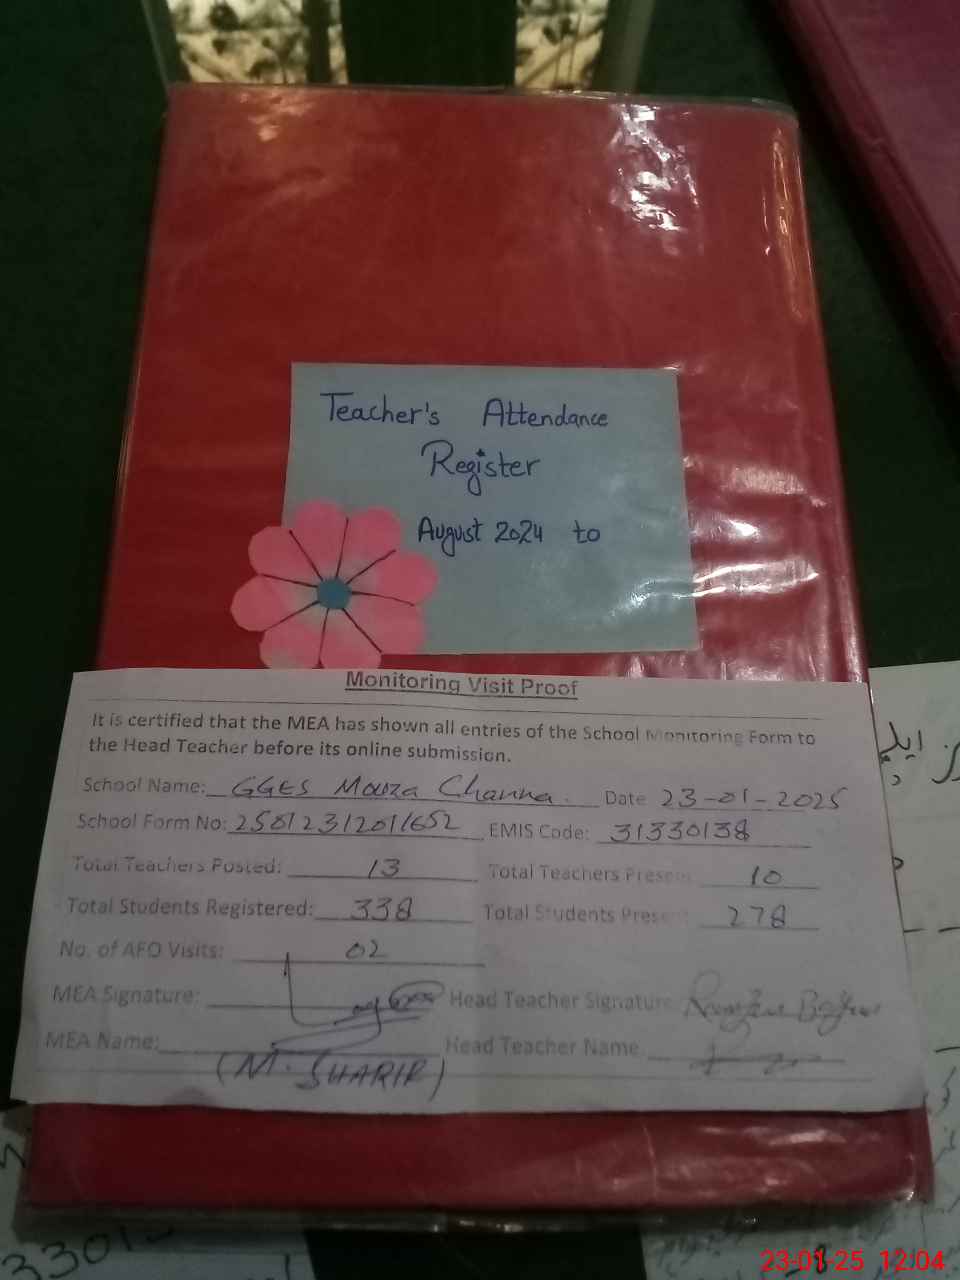 Teacher's Attendance
Register
August 2024 to
Monitoring Visit Proof
It is certified that the MEA has shown all entries of the School Monitoring Form to
the Head Teacher before its online submission.
School Name: GGES Mouza Channa. Date 23-01-2025
School Form No: 25012312011652 EMIS Code: 31330138
Total Teachers Posted: 13 Total Teachers Present 10
Total Students Registered: 338 Total Students Present 278
No. of AFO Visits: 02
MEA Signature: Head Teacher Signature
MEA Name: Head Teacher Name
(M. SHARIF)
23-01-25 12:04